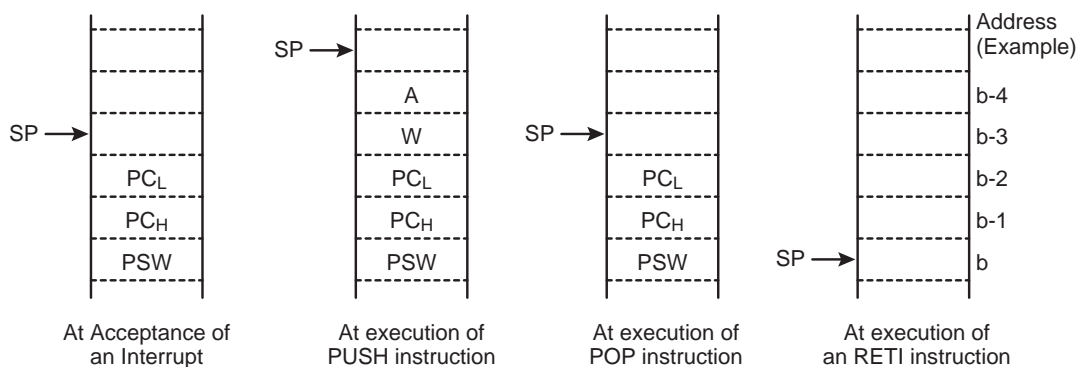 Address
(Example)
SP
A
b-4
SP
W
SP
b-3
PCL
PCL
PCL
b-2
PCH
PCH
PCH
b-1
PSW
PSW
PSW
SP
b
At Acceptance of
an Interrupt
At execution of
PUSH instruction
At execution of
POP instruction
At execution of
an RETI instruction